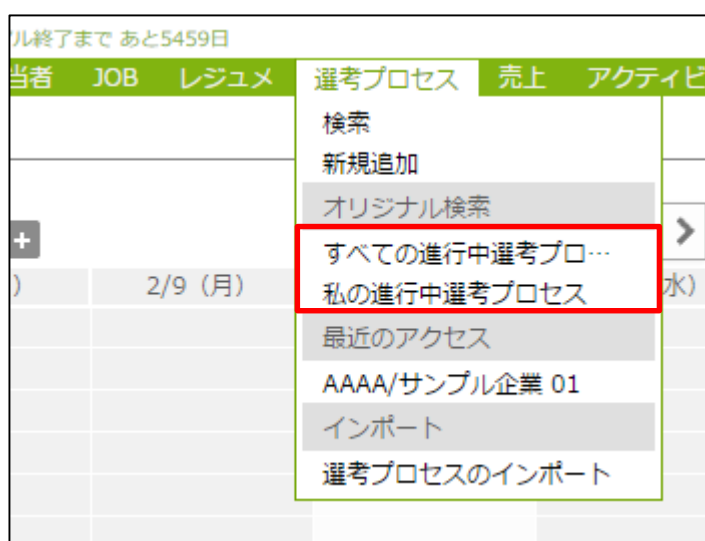 ル終了まで あと5459日
当者 JOB レジュメ 選考プロセス 売上 アクティビ
検索
新規追加
オリジナル検索
+
すべての進行中選考プロ…
>
) 2/9（月） 私の進行中選考プロセス 水）
最近のアクセス
AAAA/サンプル企業 01
インポート
選考プロセスのインポート